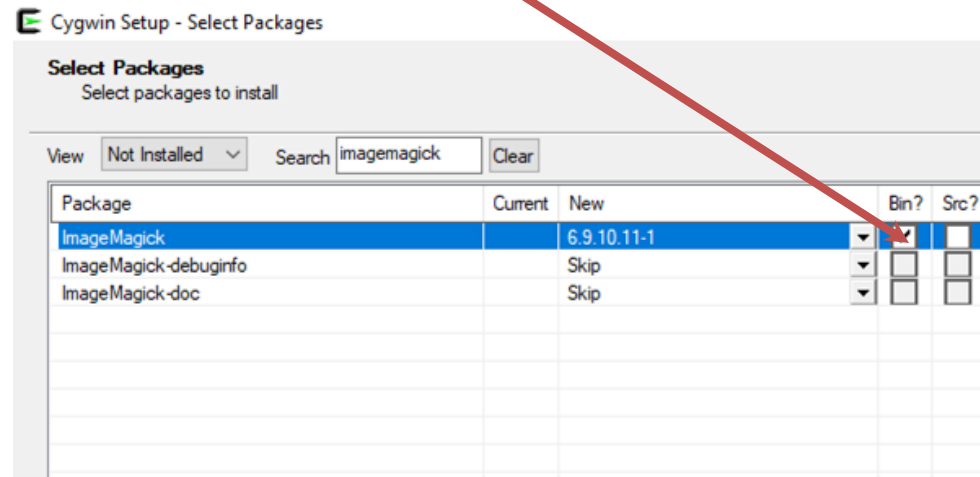 Cygwin Setup - Select Packages
Select Packages
Select packages to install
View Not Installed Search imagemagick Clear
Package Current New Bin? Src?
ImageMagick 6.9.10.11-1
ImageMagick-debuginfo Skip
ImageMagick-doc Skip